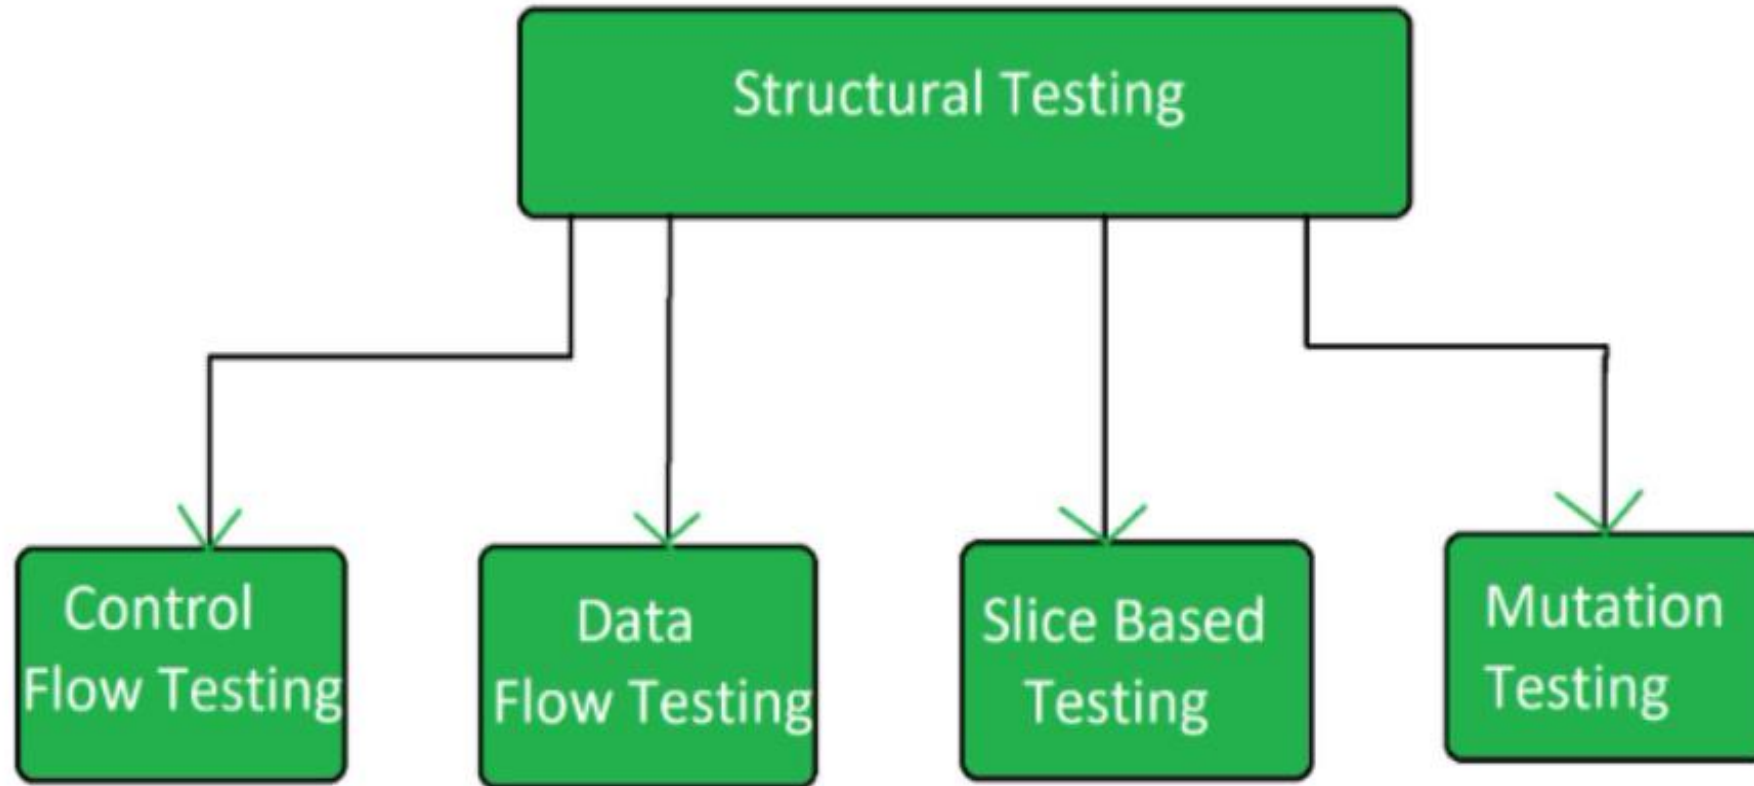 Structural Testing
Control
Flow Testing
Data
Flow Testing
Slice Based
Testing
Mutation
Testing